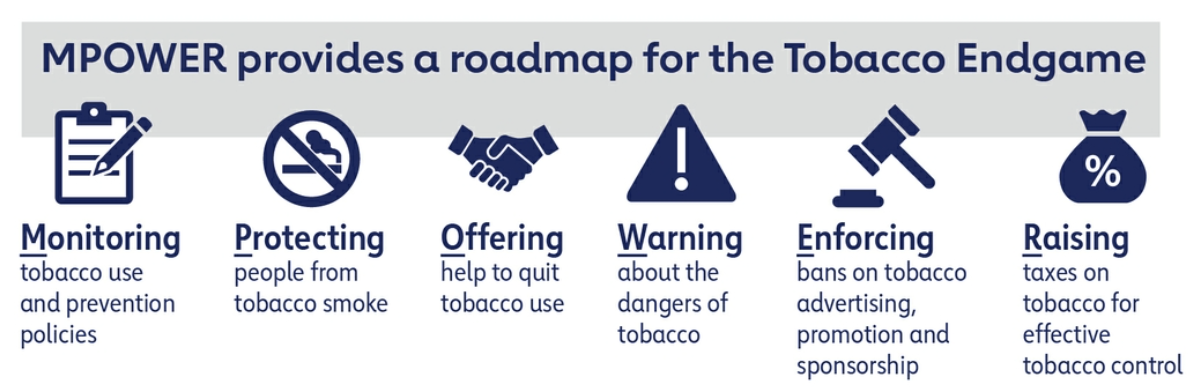 MPOWER provides a roadmap for the Tobacco Endgame
%
Monitoring
tobacco use
and prevention
policies
Protecting
people from
tobacco smoke
Offering
help to quit
tobacco use
Warning
about the
dangers of
tobacco
Enforcing
bans on tobacco
advertising,
promotion and
sponsorship
Raising
taxes on
tobacco for
effective
tobacco control